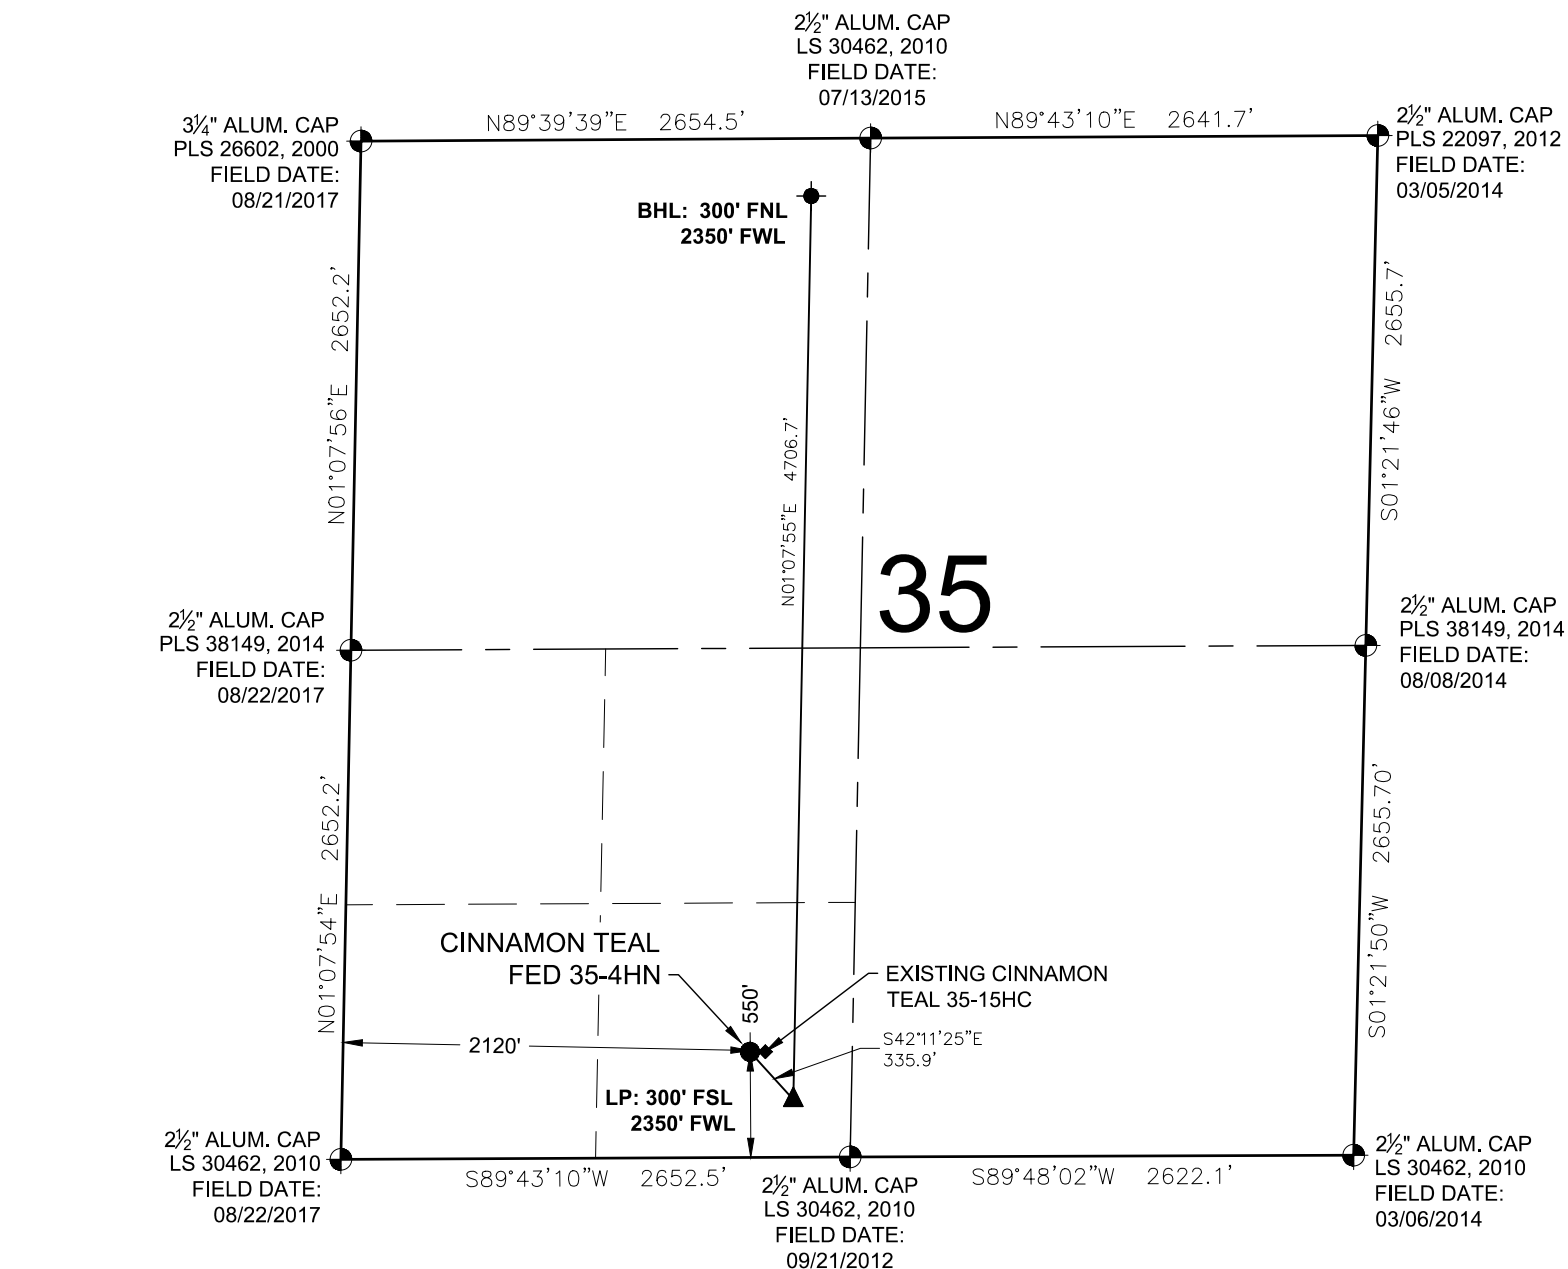 2½" ALUM. CAP
LS 30462, 2010
FIELD DATE:
07/13/2015
3¼" ALUM. CAP
PLS 26602, 2000
FIELD DATE:
08/21/2017
N89°39'39"E 2654.5'
N89°43'10"E 2641.7'
2½" ALUM. CAP
PLS 22097, 2012
FIELD DATE:
03/05/2014
BHL: 300' FNL
2350' FWL
N01°07'56"E 2652.2'
S01°21'46"W 2655.7'
N01°07'55"E 4706.7'
35
2½" ALUM. CAP
PLS 38149, 2014
FIELD DATE:
08/22/2017
2½" ALUM. CAP
PLS 38149, 2014
FIELD DATE:
08/08/2014
N01°07'54"E 2652.2'
S01°21'50"W 2655.70'
CINNAMON TEAL
FED 35-4HN
EXISTING CINNAMON
TEAL 35-15HC
550'
2120'
S42°11'25"E
335.9'
LP: 300' FSL
2350' FWL
2½" ALUM. CAP
LS 30462, 2010
FIELD DATE:
08/22/2017
S89°43'10"W 2652.5'
2½" ALUM. CAP
LS 30462, 2010
FIELD DATE:
09/21/2012
S89°48'02"W 2622.1'
2½" ALUM. CAP
LS 30462, 2010
FIELD DATE:
03/06/2014